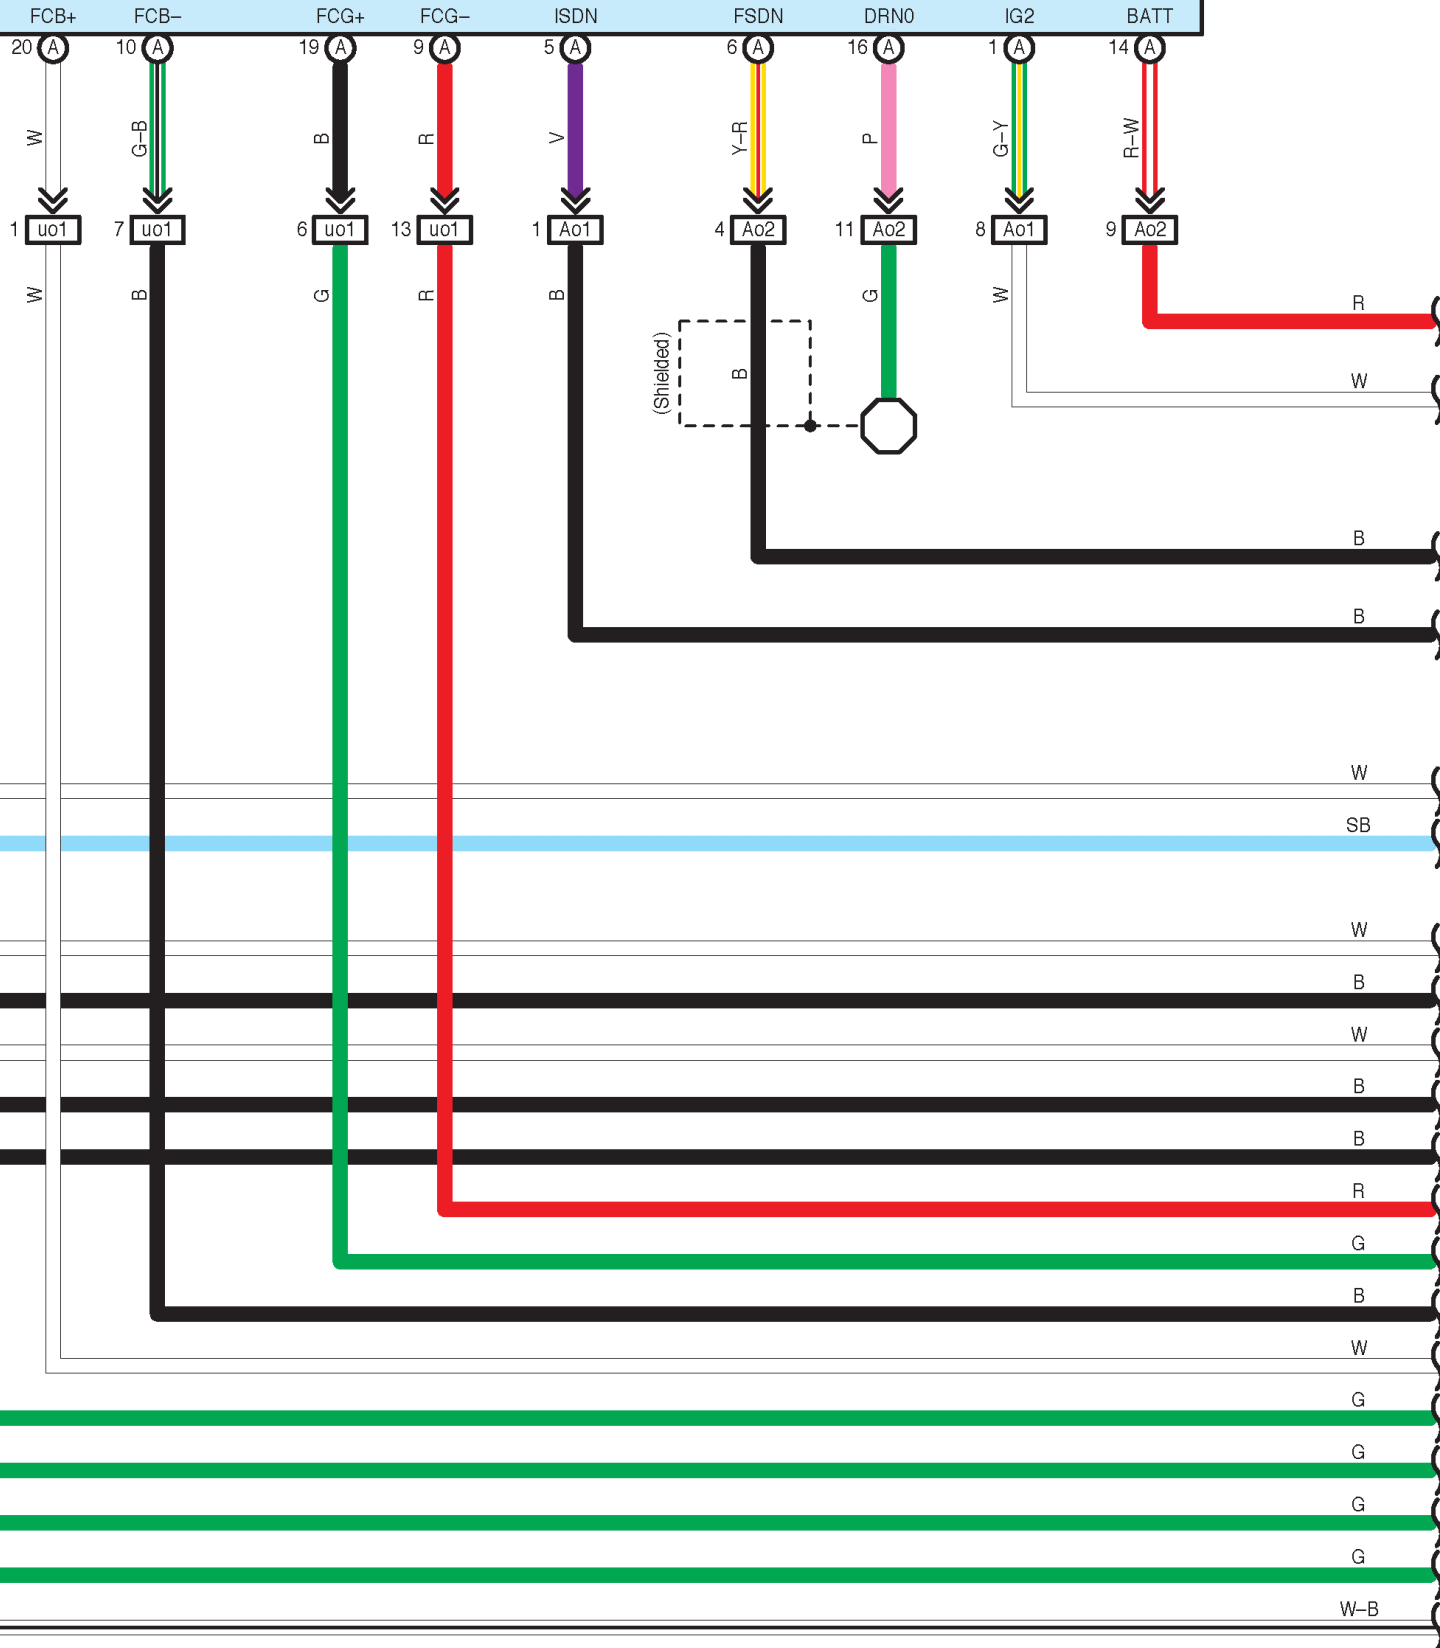 FCB+ FCB– FCG+ FCG– ISDN FSDN DRN0 IG2 BATT
20 A 10 A 19 A 9 A 5 A 6 A 16 A 1 A 14 A
W G–B B R V Y–R P G–Y R–W
1 uo1 7 uo1 6 uo1 13 uo1 1 Ao1 4 Ao2 11 Ao2 8 Ao1 9 Ao2
W B G R B G W
R
(Shielded) B
W
B
B
W
SB
W
B
W
B
B
R
G
B
W
G
G
G
G
W–B